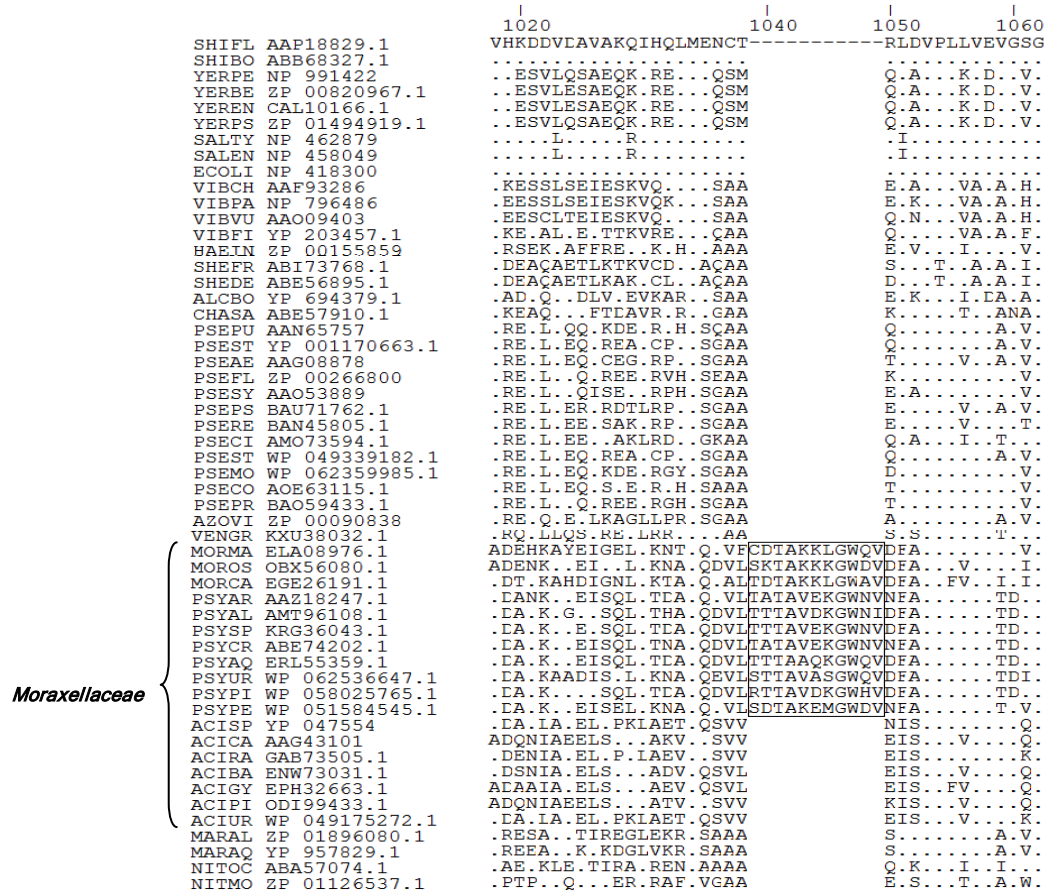 1020 1040 1050 1060
SHIFL AAP18829.1 VHKDDVDAVAKQIHQLMENCT-----------RLDVPLLVEVGSG
SHIBO ABB68327.1 ..................... .............
YERPE NP 991422 ..ESVLQSAEQK.RE...QSM Q.A...K.D..V.
YERBE ZP 00820967.1 ..ESVLESAEQK.RE...QSM Q.A...K.D..V.
YEREN CAL10166.1 ..ESVLESAEQK.RE...QSM Q.A...K.D..V.
YERPS ZP 01494919.1 ..ESVLQSAEQK.RE...QSM Q.A...K.D..V.
SALTY NP 462879 .....L.....R......... .I...........
SALEN NP 458049 .....L.....R......... .I...........
ECOLI NP 418300 ..................... .............
VIBCH AAF93286 .KESSLSEIESKVQ....SAA E.A...VA.A.H.
VIBPA NP 796486 .EESSLSEIESKVQK...SAA E.K...VA.A.H.
VIBVU AAO09403 .EESCLTEIESKVQ....SAA Q.N...VA.A.H.
VIBFI YP 203457.1 .KE.AL.E.TTKVRE...QAA Q.....VA.A.F.
HAEIN ZP 00155859 .RSEK.AFFRE..K.H..AAA E.V...I....V.
SHEFR ABI73768.1 .DEAQAETLKTKVCD..AQAA S...T..A.A.I.
SHEDE ABE56895.1 .DEAQAETLKAK.CL..AQAA D...T..A.A.I.
ALCBO YP 694379.1 .AD.Q..DLV.EVKAR..SAA E.K...I.DA.A.
CHASA ABE57910.1 .KEAQ...FTDAVR.R..GAA K.....T..ANA.
PSEPU AAN65757 .RE.L.QQ.KDE.R.H.SQAA Q.........A..
PSEST YP 001170663.1 .RE.L.EQ.REA.CP..SGAA Q.........A..
PSEAE AAG08878 .RE.L.EQ.CEG.RP..SGAA T.....V..A.V.
PSEFL ZP 00266800 .RE.L..Q.REE.RVH.SEAA K..........V.
PSESY AAO53889 .RE.L..QISE..RPH.SGAA E.A........V.
PSEPS BAU71762.1 .RE.L.ER.RDTLRP..SGAA E.....V..A.V.
PSERE BAN45805.1 .RE.L.EE.SAK.RP..SGAA E.....V....T.
PSECI AMO73594.1 .RE.L.EE..AKLRD..GKAA Q.A...I..T...
PSEST WP 049339182.1 .RE.L.EQ.REA.CP..SGAA Q.........A..
PSEMO WP 062359985.1 .RE.L.EQ.KDE.RGY.SGAA D..........V.
PSECO AOE63115.1 .RE.L.EQ.S.E.R.H.SGAA T..........V.
PSEPR BAO59433.1 .RE.L..Q.REE.RGH.SGAA T..........V.
AZOVI ZP 00090838 .RE.Q.E.LKAGLLPR.SGAA A........A.V.
VENGR KXU38032.1 .RQ.LLQS.RE.LRR....AA S.S......T...
MORMA ELA08976.1 ADEHKAYEIGEL.KNT.Q.VFCDTAKKLGWQVDFA.......V.
MOROS OBX56080.1 ADENK...EI..L.KNA.QDVLSKTAKKKGWDVDFA...V...I.
MORCA EGE26191.1 .DT.KAHDIGNL.KTA.QALTDTAKKLGWAVDFA...FV..I.I
PSYAR AAZ18247.1 .DANK..EISQL.TDA.Q.VLTATAVEKGWNVNFA......TD..
PSYAL AMT96108.1 .DA.K.G..SQL.THA.QDVLTTTAVDKGWNIDFA......TD..
PSYSP KRG36043.1 .DA.K...E.SQL.TDA.QDVLTTTAVEKGWNVDFA......TD..
PSYCR ABE74202.1 .DA.K..EISQL.TNA.QDVLTATAVEKGWNVNFA......TD..
PSYAQ ERL55359.1 .DA.K...EISQL.TDA.QDVLTTTAAQKGWQVDFA......TD..
PSYUR WP 062536647.1 .DA.KAADIS.L.KNA.QEVLSTTAVASGWQVDFA......TDI.
PSYPI WP 058025765.1 .DA.K....SQL.TDA.QDVLRTTAVDKGWHVDFA......TD..
PSYPE WP 051584545.1 .DA.K..EISEL.KNA.Q.VLSDTAKEMGWDVNFA......T.V.
ACISP YP 047554 .DA.LA.EL.PKLAET.QSVV NIS........Q.
ACICA AAG43101 ADQNIAEELS...AKV..SVV EIS...V....Q.
ACIRA GAB73505.1 .DENIA.EL.P.LAEV..SVV EIS........K.
ACIBA ENW73031.1 .DSNIA.ELS...ADV.QSVL EIS...V....Q.
ACIGY EPH32663.1 ADAAIA.ELS...AEV.QSVL EIS...FV...Q.
ACIPI ODI99433.1 ADQNIAEELS...ATV..SVV KIS...V....Q.
ACIUR WP 049175272.1 .DA.LA.EL.PKLAET.QSVV EIS...V....K.
MARAL ZP 01896080.1 .RESA..TIREGLEKR.SAAA S........A.V.
MARAQ YP 957829.1 .REEA..K.KDGLVKR.SAAA S..........V.
NITOC ABA57074.1 .AE.KLE.TIRA.REN.AAAA Q.K...I..I...
NITMO ZP 01126537.1 .PTP..Q...ER.RAF.VGAA E.S...T..A.W.
Moraxellaceae